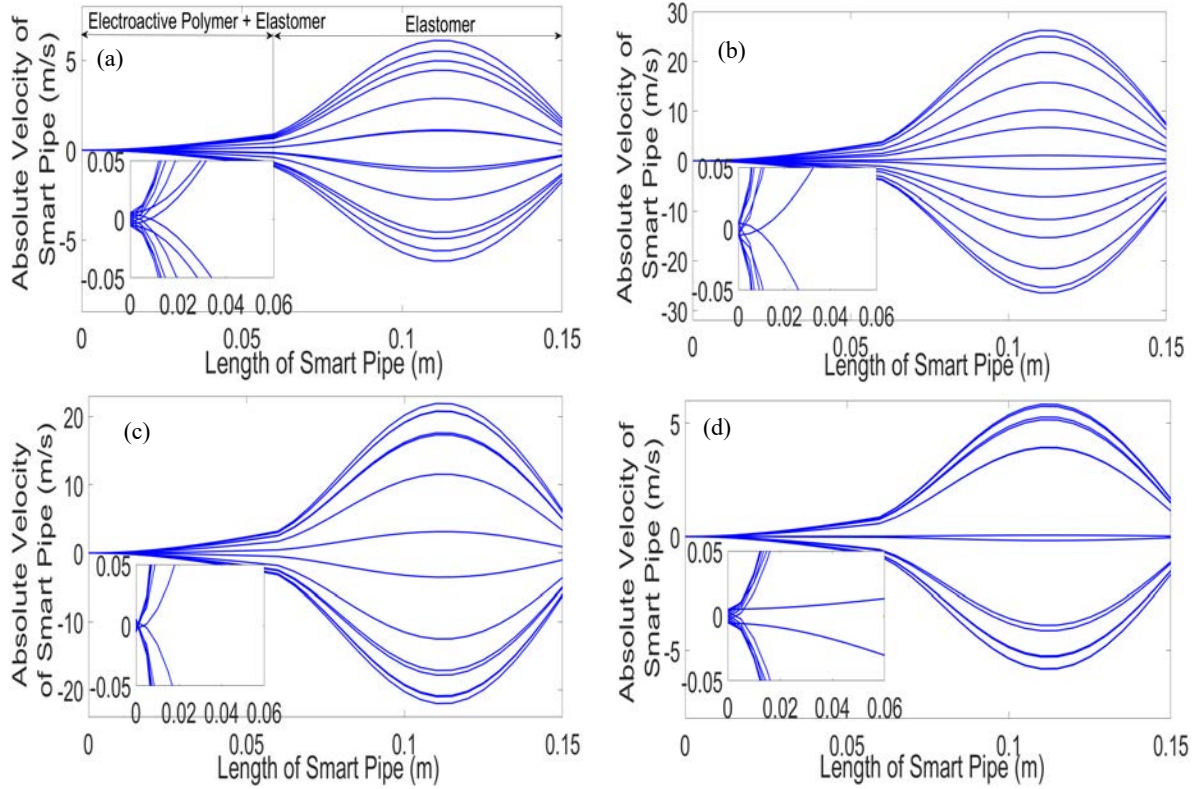 Electroactive Polymer + Elastomer
Elastomer
(a)
Absolute Velocity of
Smart Pipe (m/s)
5
0
-5
0.05
0
-0.05
0 0.02 0.04 0.06
0 0.05 0.1 0.15
Length of Smart Pipe (m)
(b)
Absolute Velocity of
Smart Pipe (m/s)
30
20
10
0
-10
-20
-30
0.05
0
-0.05
0 0.02 0.04 0.06
0 0.05 0.1 0.15
Length of Smart Pipe (m)
(c)
Absolute Velocity
of Smart Pipe (m/s)
20
10
0
-10
-20
0.05
0
-0.05
0 0.02 0.04 0.06
0 0.05 0.1 0.15
Length of Smart Pipe (m)
(d)
Absolute Velocity of
Smart Pipe (m/s)
5
0
-5
0.05
0
-0.05
0 0.02 0.04 0.06
0 0.05 0.1 0.15
Length of Smart Pipe (m)